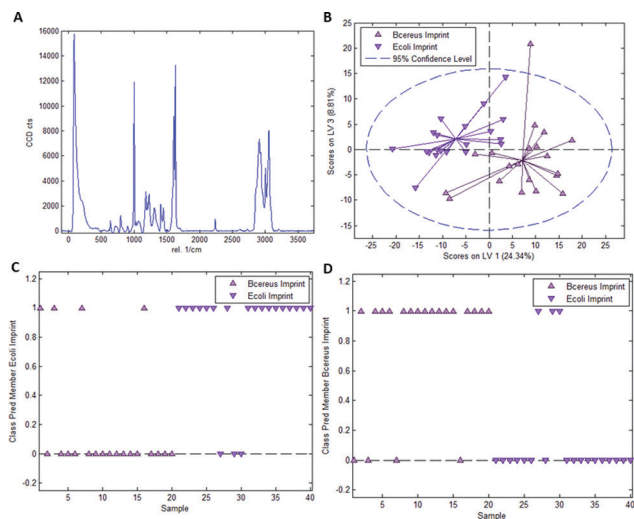 A
16000
14000
12000
10000
8000
6000
4000
2000
0
0 500 1000 1500 2000 2500 3000 3500
CCD cts
rel. 1/cm
B
25
20
15
10
5
0
-5
-10
-15
-25 -20 -15 -10 -5 0 5 10 15 20 25
Scores on LV 3 (8.81%)
Scores on LV 1 (24.34%)
Bcereus Imprint
Ecoli Imprint
95% Confidence Level
C
1.2
1
0.8
0.6
0.4
0.2
0
-0.2
5 10 15 20 25 30 35 40
Class Pred Member Ecoli Imprint
Sample
Bcereus Imprint
Ecoli Imprint
D
1.2
1
0.8
0.6
0.4
0.2
0
-0.2
5 10 15 20 25 30 35 40
Class Pred Member Bcereus Imprint
Sample
Bcereus Imprint
Ecoli Imprint